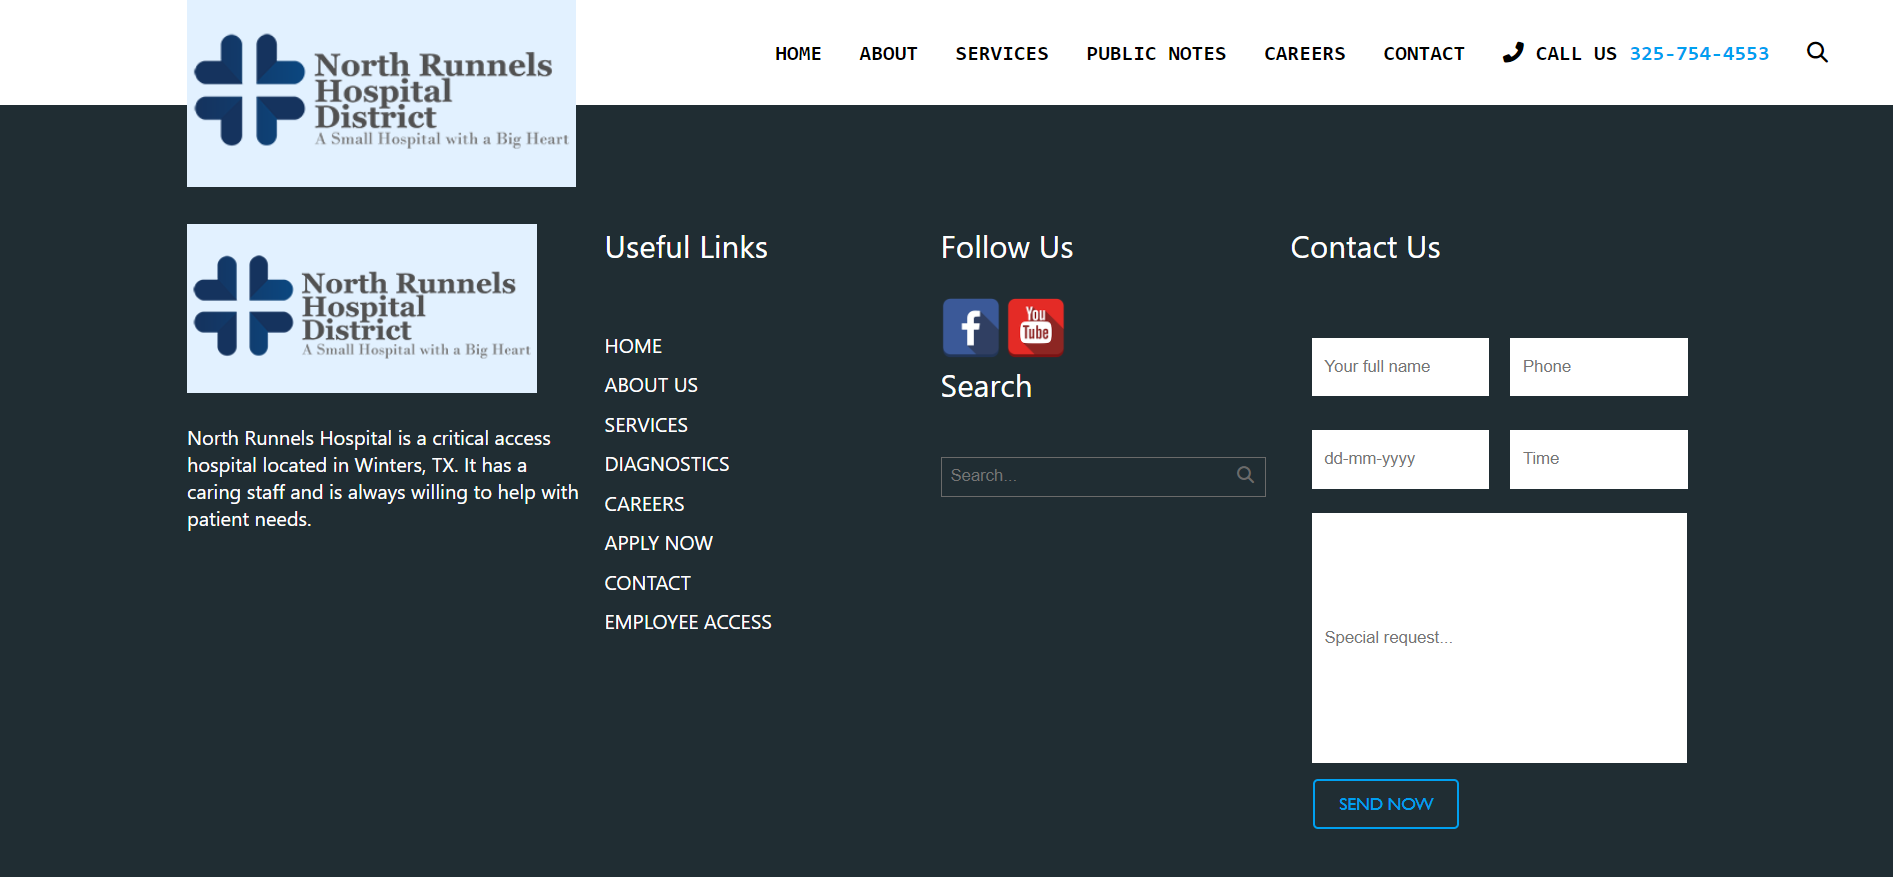 North Runnels
Hospital
District
A Small Hospital with a Big Heart
HOME ABOUT SERVICES PUBLIC NOTES CAREERS CONTACT CALL US 325-754-4553
North Runnels
Hospital
District
A Small Hospital with a Big Heart
North Runnels Hospital is a critical access
hospital located in Winters, TX. It has a
caring staff and is always willing to help with
patient needs.
Useful Links
HOME
ABOUT US
SERVICES
DIAGNOSTICS
CAREERS
APPLY NOW
CONTACT
EMPLOYEE ACCESS
Follow Us
f
You
Tube
Search
Search...
Contact Us
Your full name
Phone
dd-mm-yyyy
Time
Special request...
SEND NOW